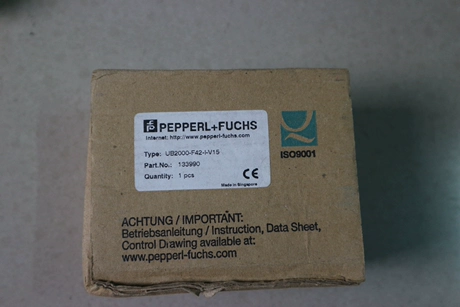 PEPPERL+FUCHS
Internet: http://www.pepperl-fuchs.com
Type: UB2000-F42-I-V15
Part.No.: 133990
Quantity: 1 pcs
CE
Made in Singapore
ISO9001
ACHTUNG / IMPORTANT:
Betriebsanleitung / Instruction, Data Sheet,
Control Drawing available at:
www.pepperl-fuchs.com